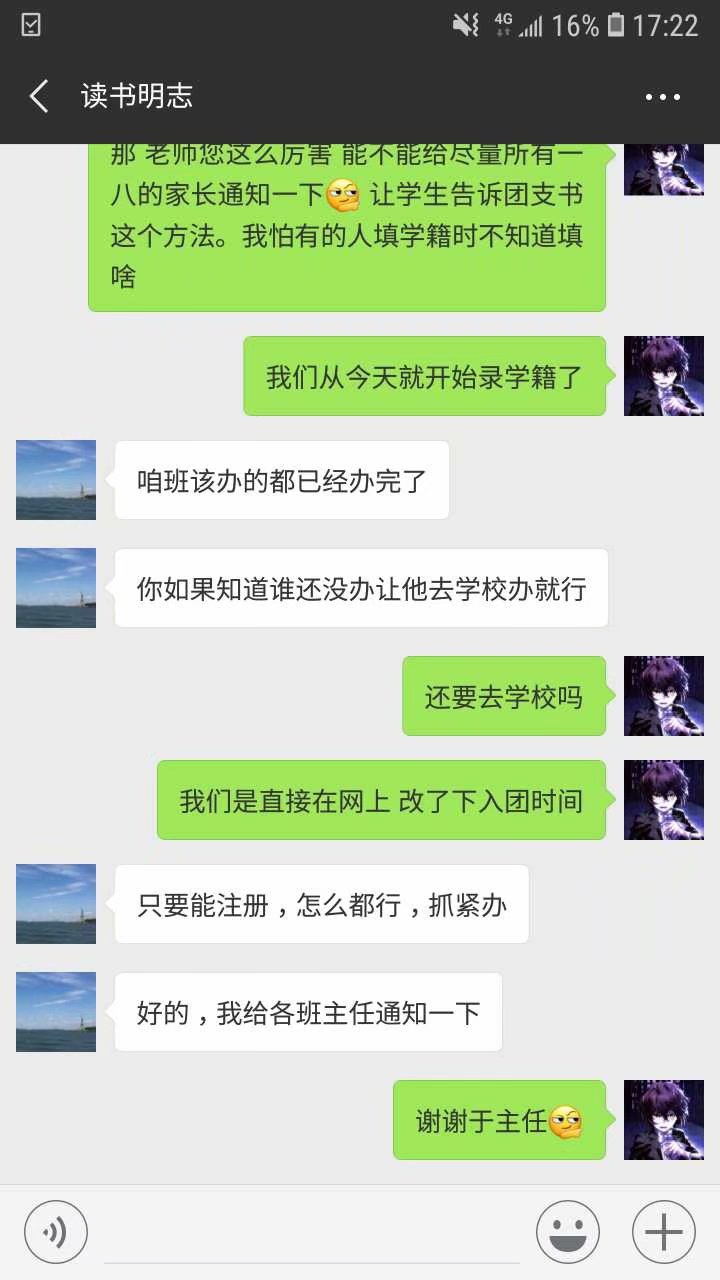 4G 16% 17:22
读书明志
那 老师您这么厉害 能不能给尽量所有一
八的家长通知一下 让学生告诉团支书
这个方法。我怕有的人填学籍时不知道填
啥
我们从今天就开始录学籍了
咱班该办的都已经办完了
你如果知道谁还没办让他去学校办就行
还要去学校吗
我们是直接在网上 改了下入团时间
只要能注册，怎么都行，抓紧办
好的，我给各班主任通知一下
谢谢于主任